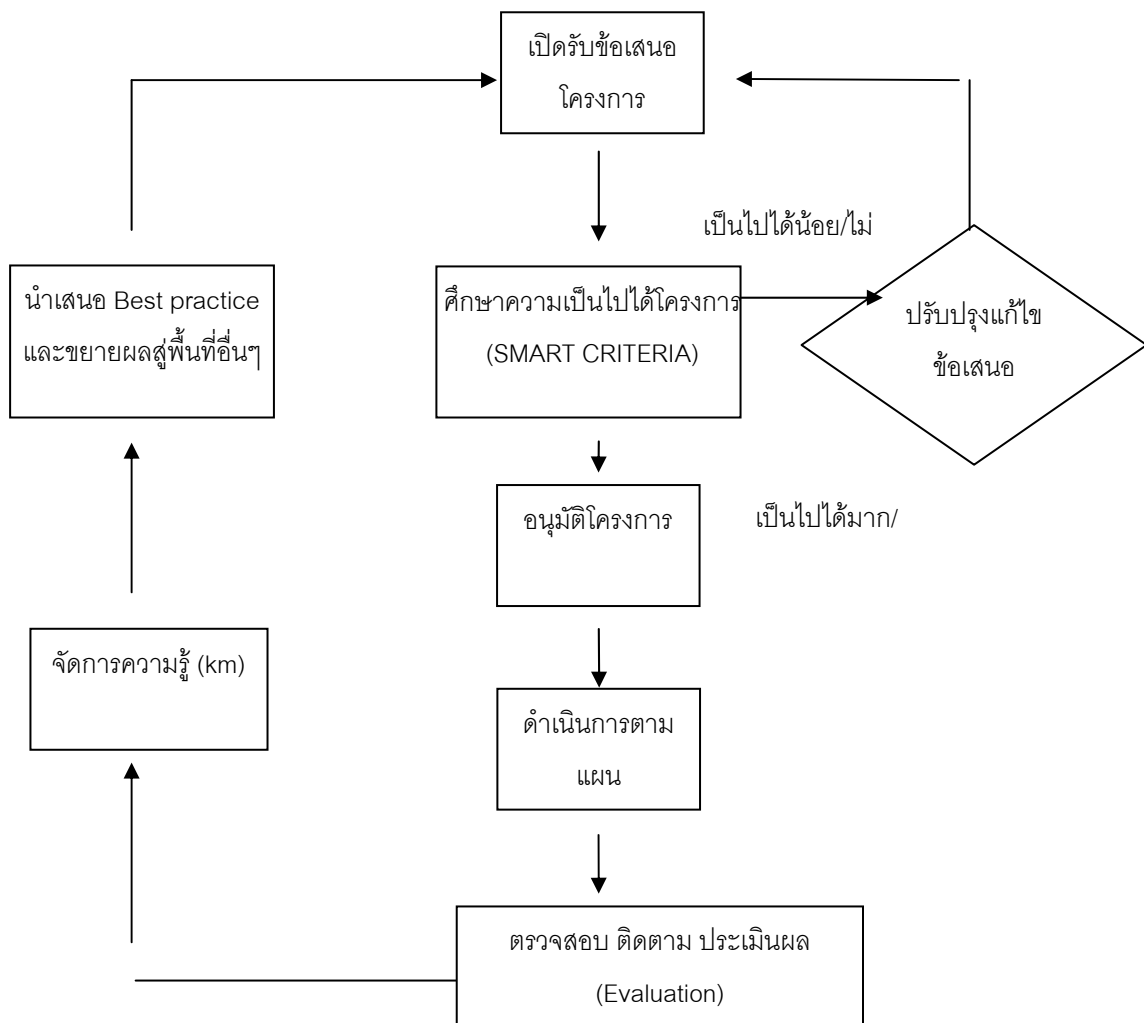 เปิดรับข้อเสนอ
โครงการ
เป็นไปได้น้อย/ไม่
นำเสนอ Best practice
และขยายผลสู่พื้นที่อื่นๆ
ศึกษาความเป็นไปได้โครงการ
(SMART CRITERIA)
ปรับปรุงแก้ไข
ข้อเสนอ
อนุมัติโครงการ
เป็นไปได้มาก/
จัดการความรู้ (km)
ดำเนินการตาม
แผน
ตรวจสอบ ติดตาม ประเมินผล
(Evaluation)